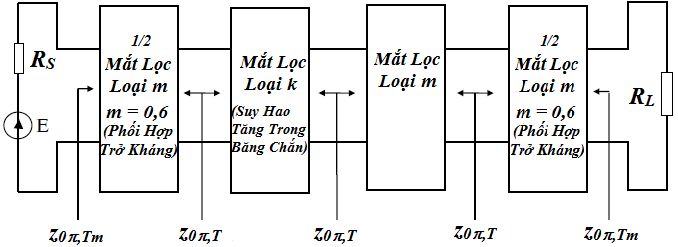 R_S
E
1/2
Mắt Lọc
Loại m
m = 0,6
(Phối Hợp
Trở Kháng)
Mắt Lọc
Loại k
(Suy Hao
Tăng Trong
Băng Chắn)
Mắt Lọc
Loại m
1/2
Mắt Lọc
Loại m
m = 0,6
(Phối Hợp
Trở Kháng)
R_L
z0π,Tm
z0π,T
z0π,T
z0π,T
z0π,Tm